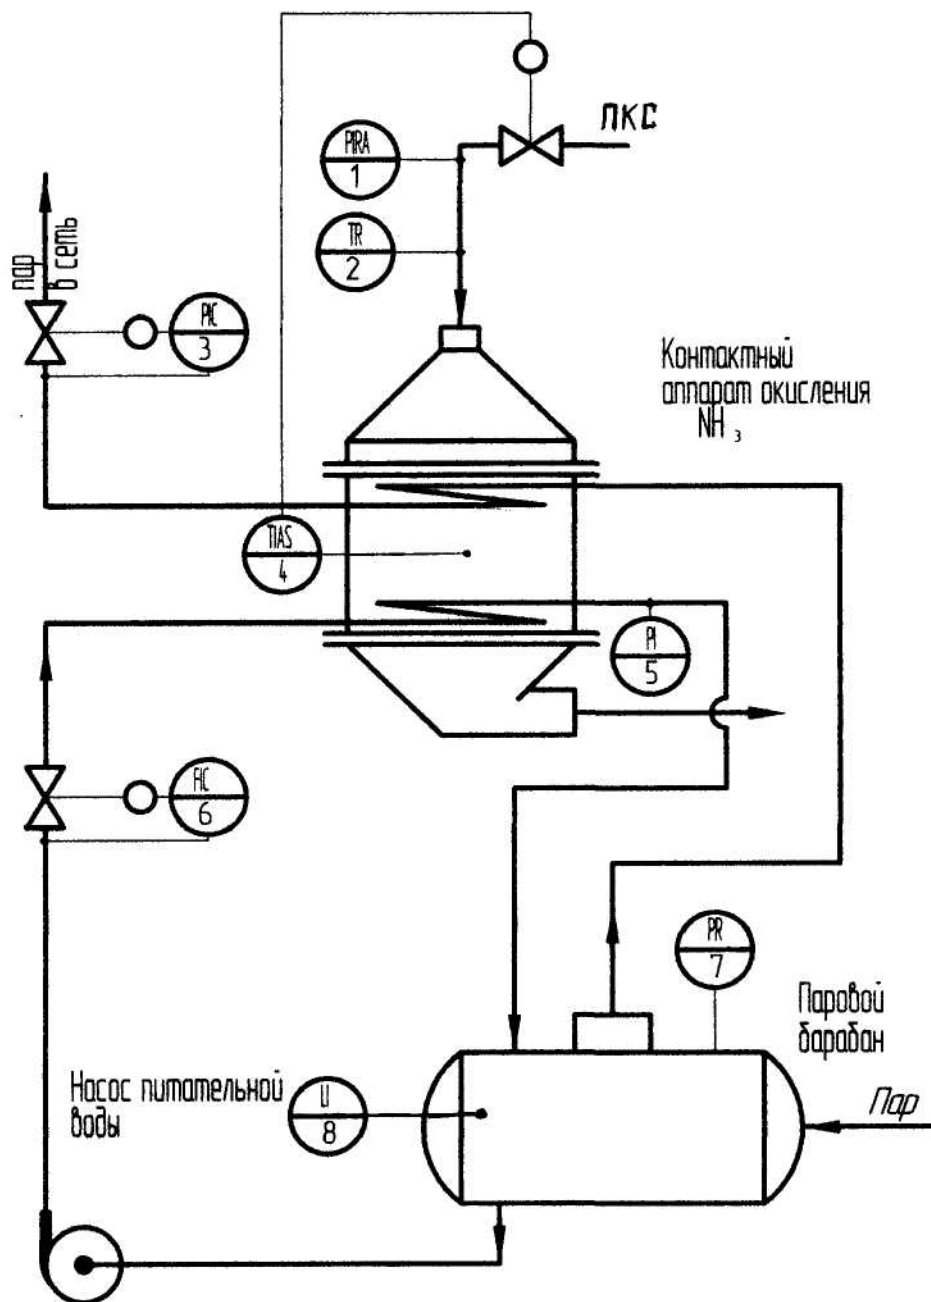 ПКС
PIRA
1
TR
2
пар
в сеть
PIC
3
Контактный
аппарат окисления
NH3
TIAS
4
PI
5
FIC
6
PR
7
Паровой
барабан
Насос питательной
воды
LI
8
Пар